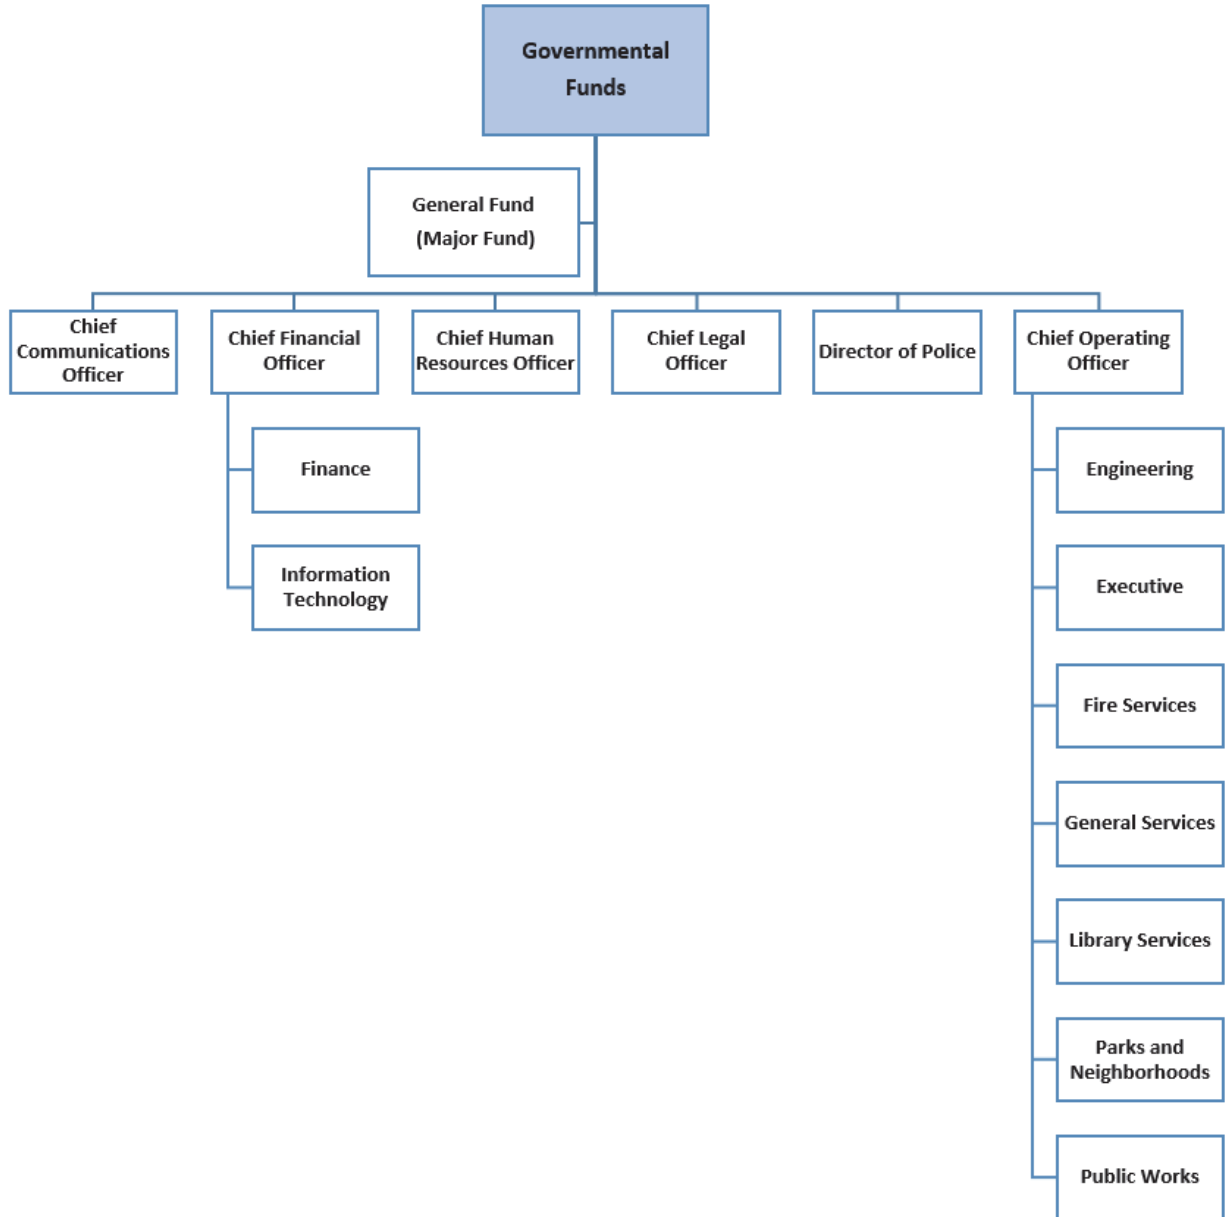 Governmental
Funds
General Fund
(Major Fund)
Chief
Communications
Officer
Chief Financial
Officer
Chief Human
Resources Officer
Chief Legal
Officer
Director of Police
Chief Operating
Officer
Finance
Information
Technology
Engineering
Executive
Fire Services
General Services
Library Services
Parks and
Neighborhoods
Public Works